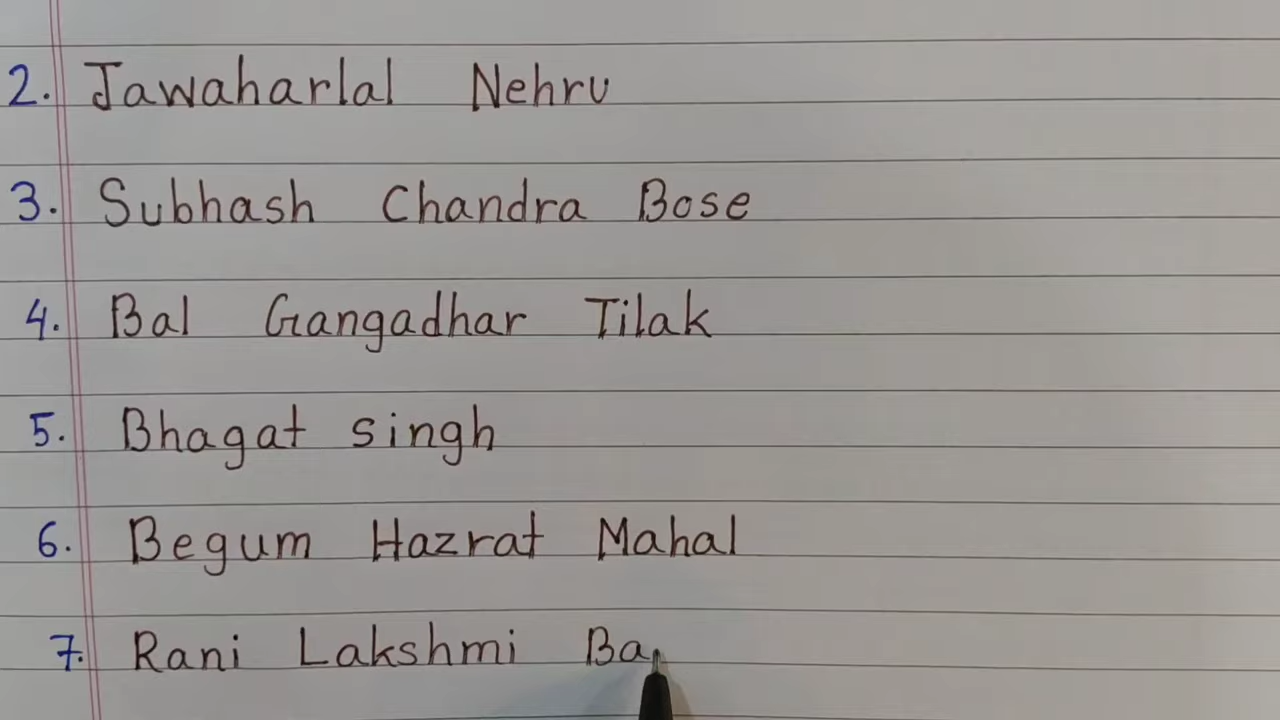 2. Jawaharlal Nehru
3. Subhash Chandra Bose
4. Bal Gangadhar Tilak
5. Bhagat singh
6. Begum Hazrat Mahal
7. Rani Lakshmi Ba